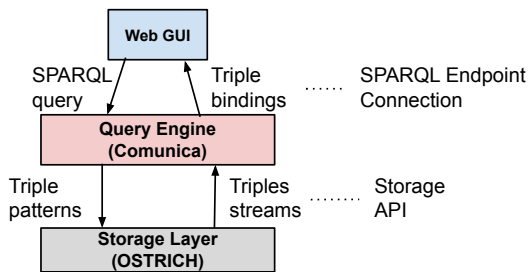 Web GUI
SPARQL
query
Triple
bindings
SPARQL Endpoint
Connection
Query Engine
(Comunica)
Triple
patterns
Triples
streams
Storage
API
Storage Layer
(OSTRICH)